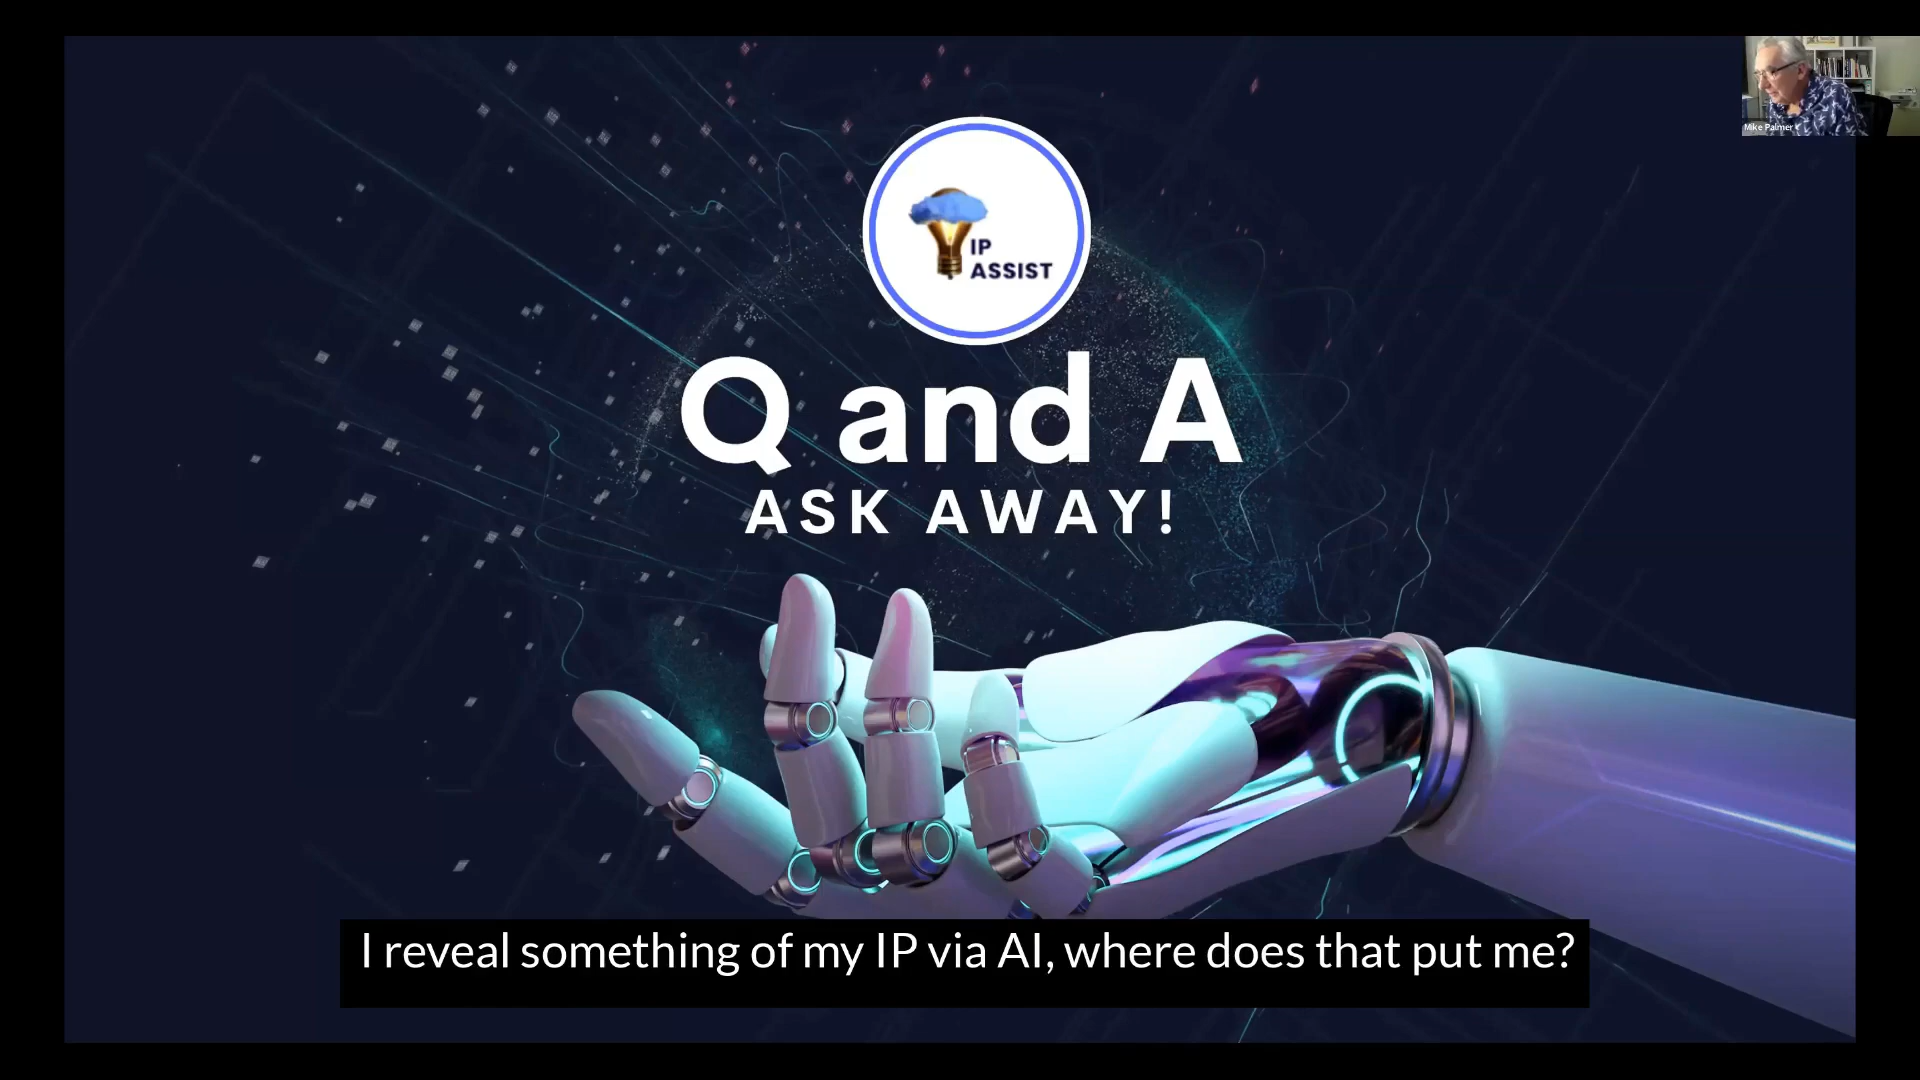 Mike Palmer
IP
ASSIST
Q and A
ASK AWAY!
I reveal something of my IP via AI, where does that put me?